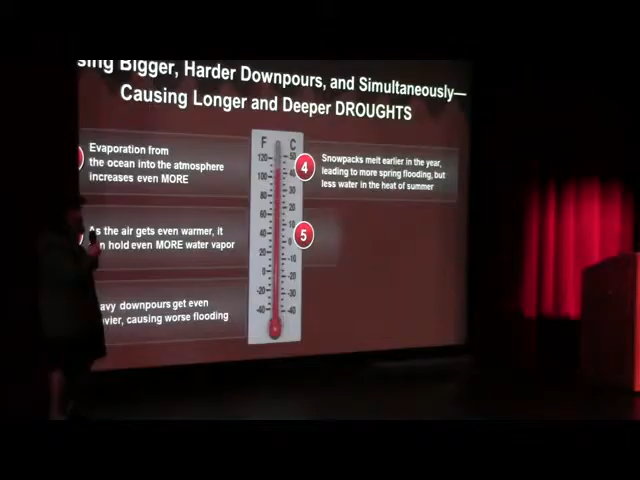 Bigger, Harder Downpours, and Simultaneously—
Causing Longer and Deeper DROUGHTS
Evaporation from
the ocean into the atmosphere
increases even MORE
As the air gets even warmer, it
hold even MORE water vapor
downpours get even
causing worse flooding
F C
120 50
100 40
80 30
60 20
40 10
20 0
0 -10
-20 -20
-40 -30
-40
4
Snowpacks melt earlier in the year,
leading to more spring flooding, but
less water in the heat of summer
5